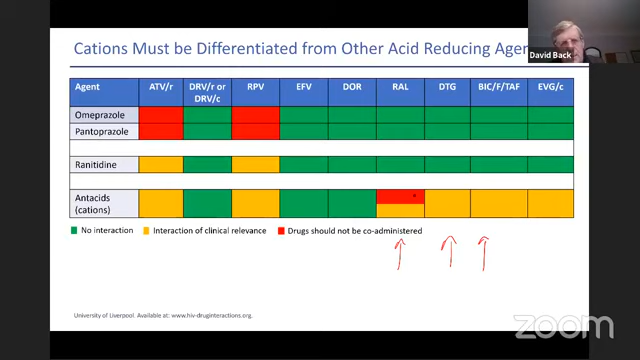 Cations Must be Differentiated from Other Acid Reducing Age
David Back
Agent ATV/r DRV/r or DRV/c RPV EFV DOR RAL DTG BIC/F/TAF EVG/c
Omeprazole
Pantoprazole
Ranitidine
Antacids
(cations)
No interaction Interaction of clinical relevance Drugs should not be co-administered
University of Liverpool. Available at: www.hiv-druginteractions.org.
zoom